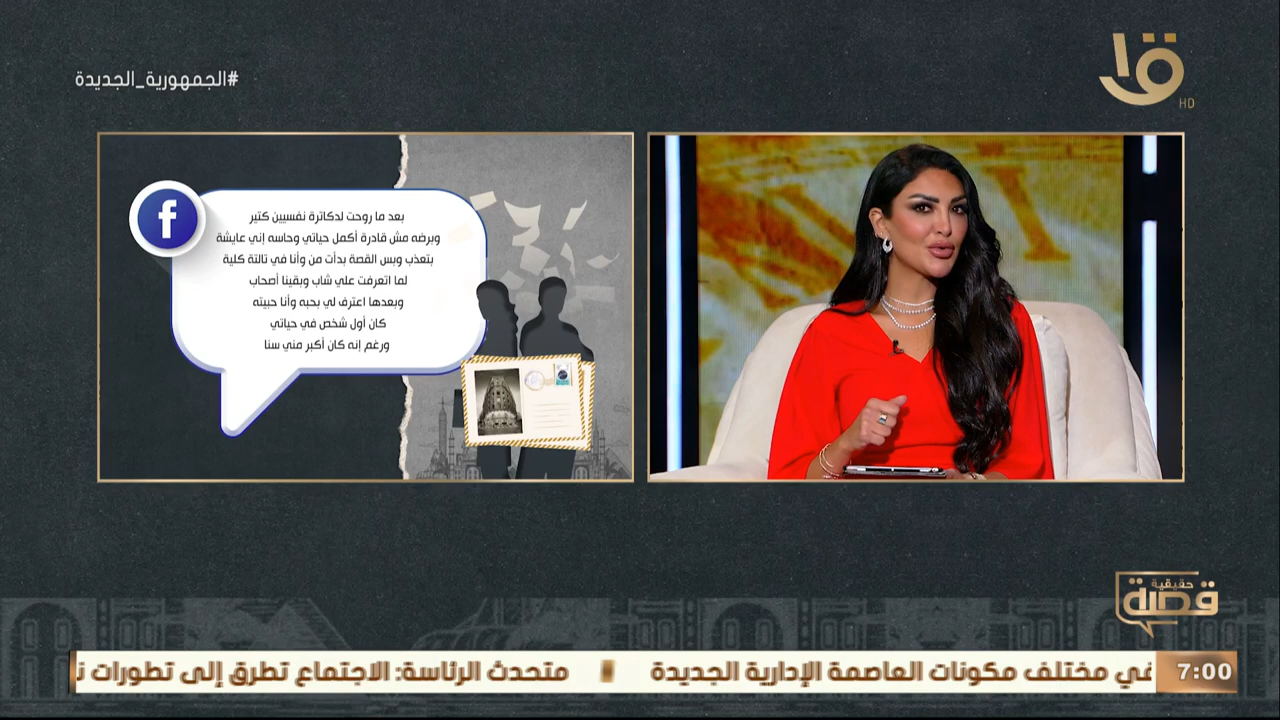 #الجمهورية_الجديدة
HD
بعد ما روحت لدكاترة نفسيين كتير
وبرضه مش قادرة أكمل حياتي وحاسه إني عايشة
بتعذب وبس القصة بدأت من وأنا في تالتة كلية
لما اتعرفت علي شاب وبقينا أصحاب
وبعدها اعترف لي بحبه وأنا حبيته
كان أول شخص في حياتي
ورغم إنه كان أكبر مني سنا
f
قصة حقيقية
7:00
في مختلف مكونات العاصمة الإدارية الجديدة
متحدث الرئاسة: الاجتماع تطرق إلى تطورات